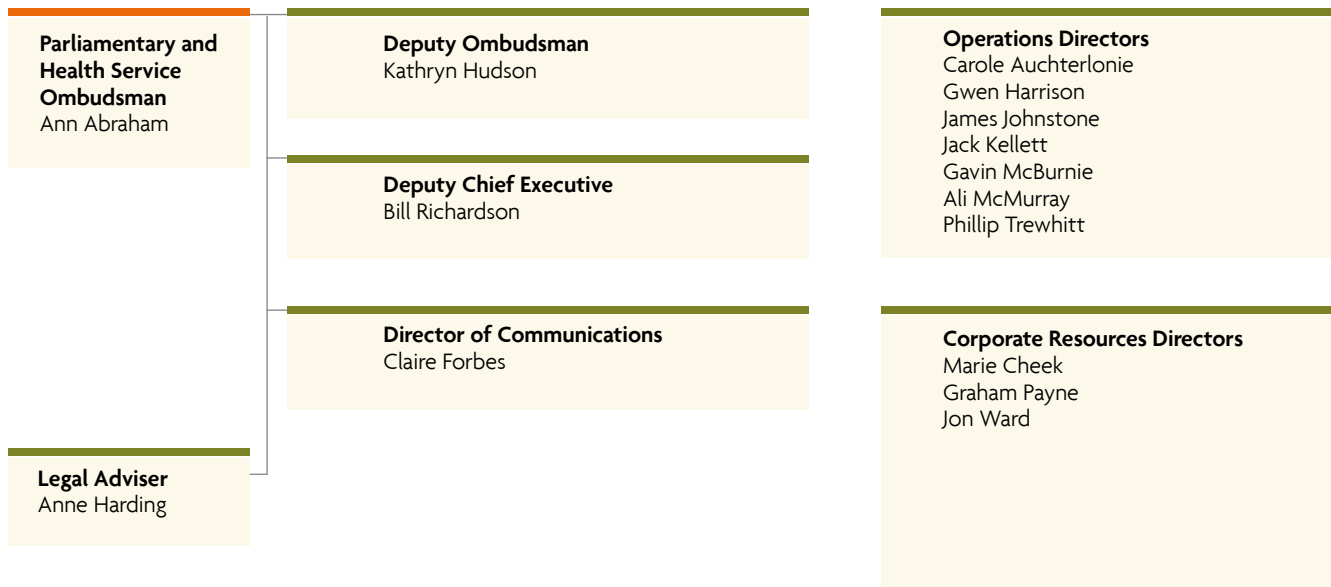 Parliamentary and
Health Service
Ombudsman
Ann Abraham
Deputy Ombudsman
Kathryn Hudson
Deputy Chief Executive
Bill Richardson
Director of Communications
Claire Forbes
Legal Adviser
Anne Harding
Operations Directors
Carole Auchterlonie
Gwen Harrison
James Johnstone
Jack Kellett
Gavin McBurnie
Ali McMurray
Phillip Trewhitt
Corporate Resources Directors
Marie Cheek
Graham Payne
Jon Ward